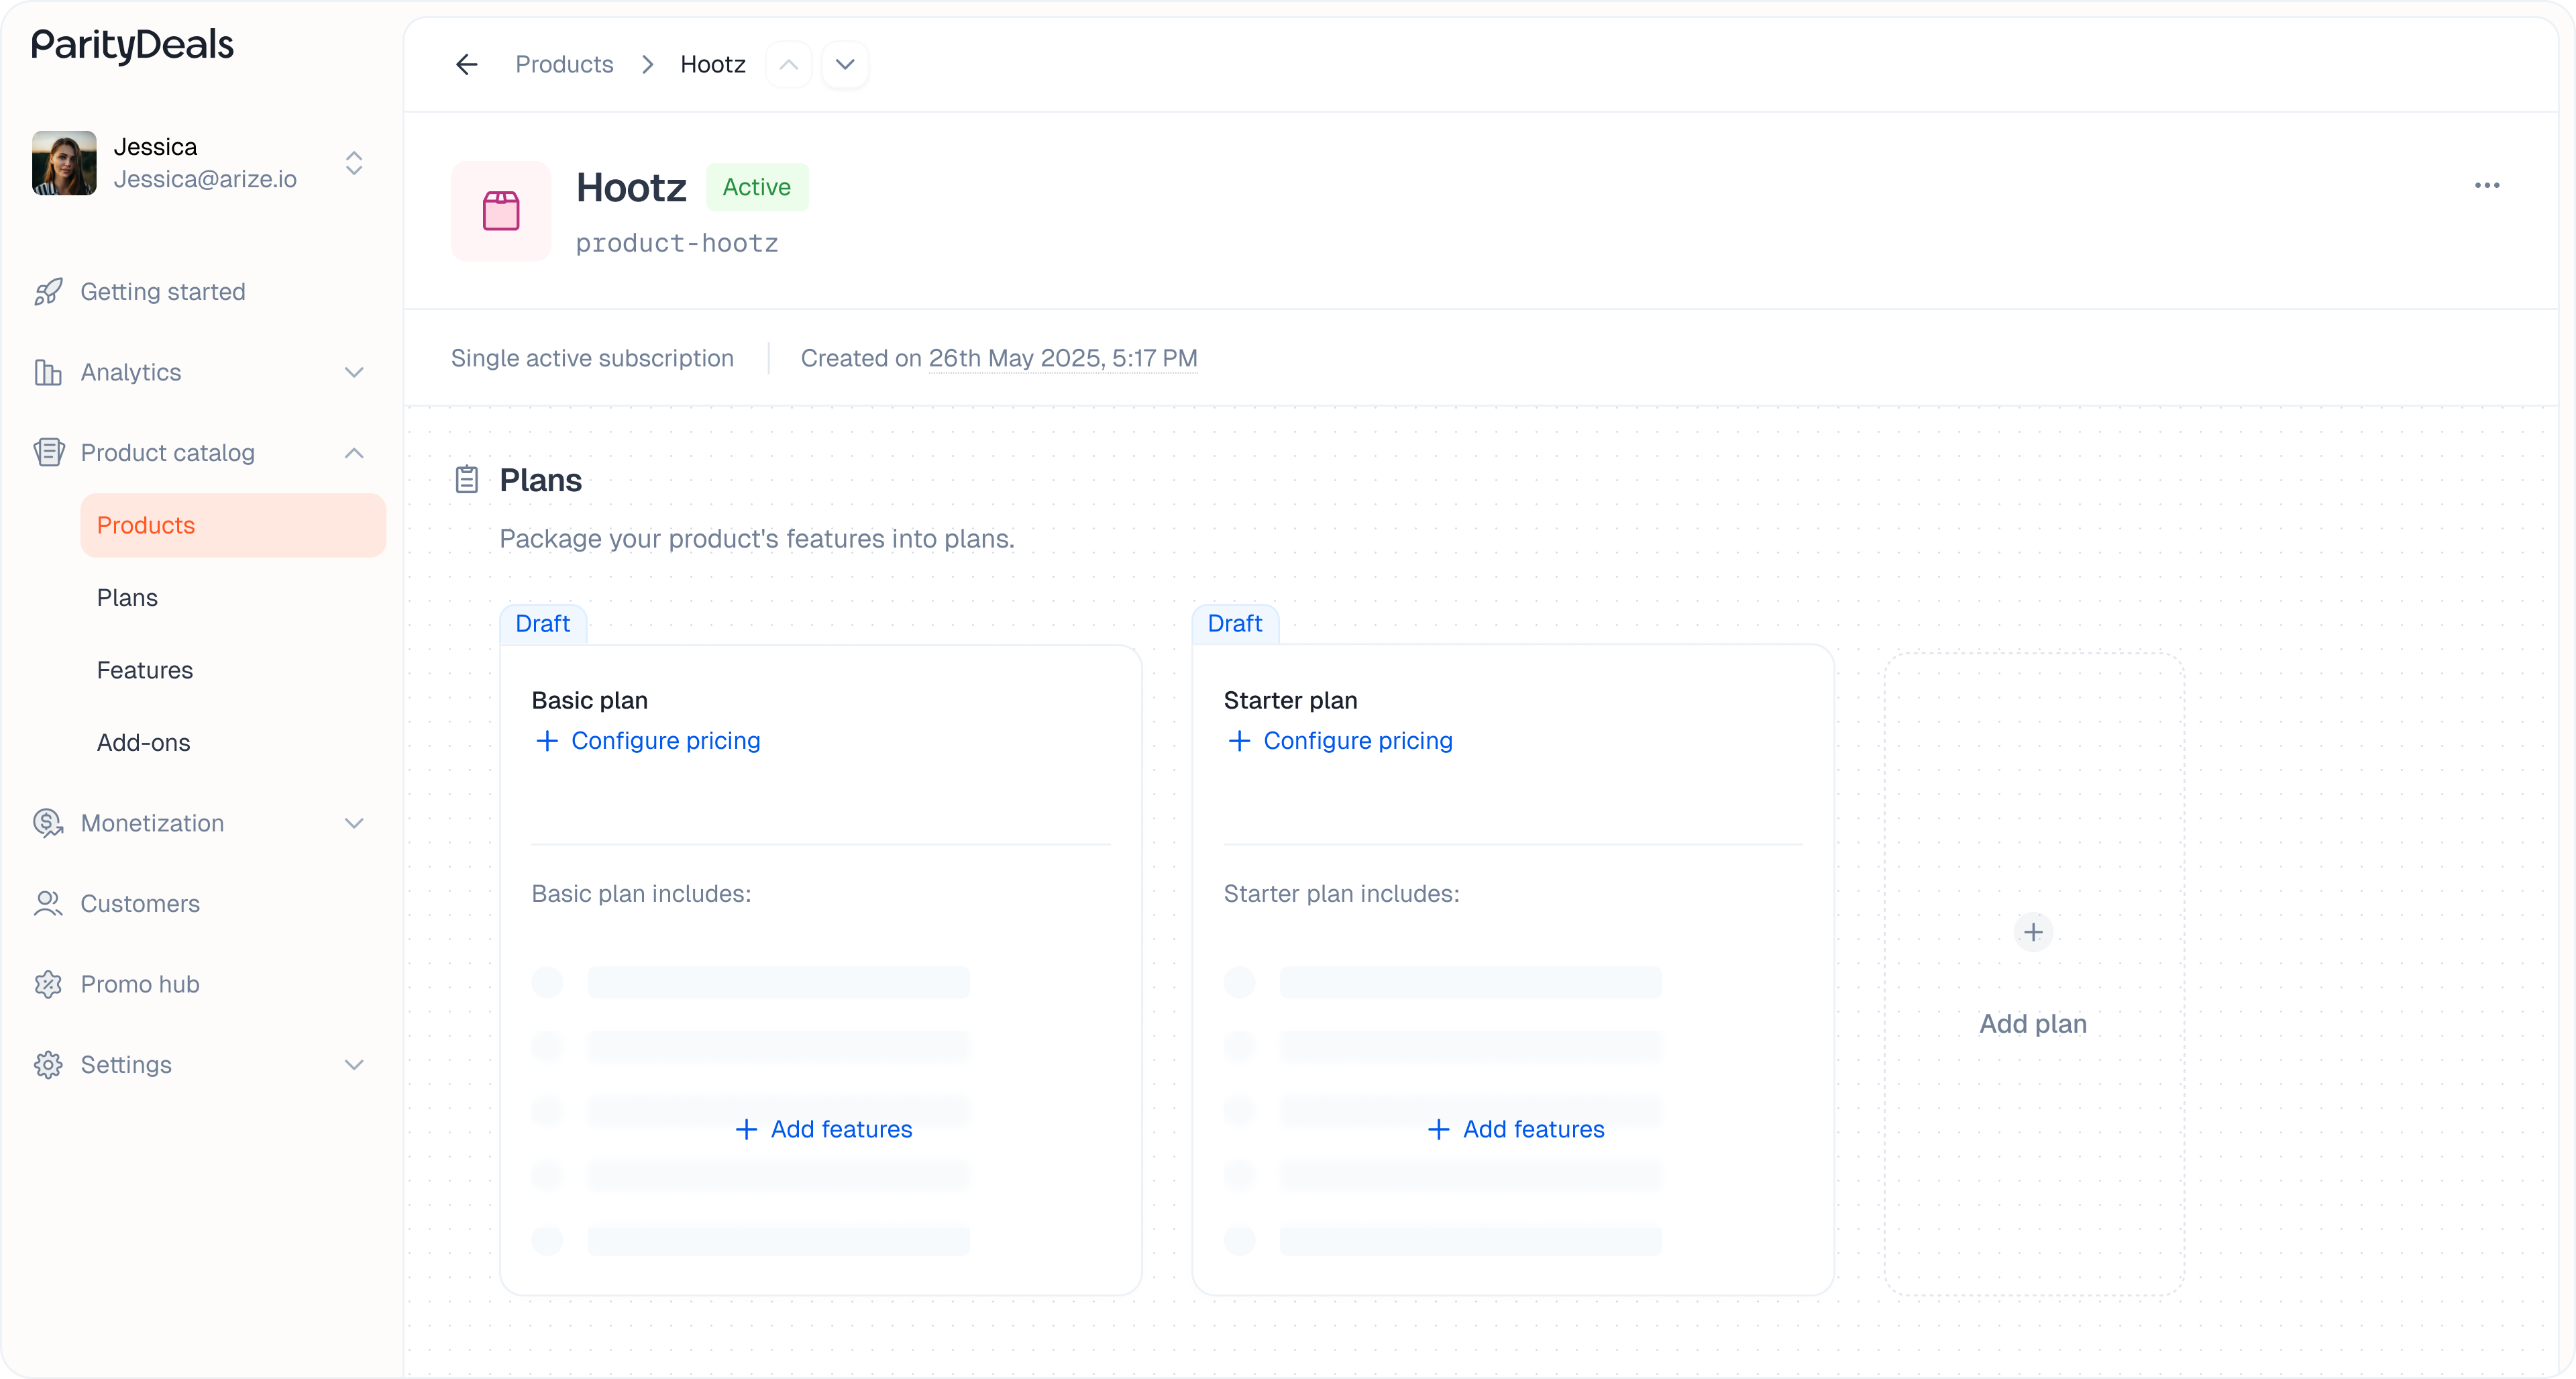 ParityDeals
Jessica
Jessica@arize.io
Getting started
Analytics
Product catalog
Products
Plans
Features
Add-ons
Monetization
Customers
Promo hub
Settings
Products
Hootz
Hootz
Active
product-hootz
Single active subscription
Created on 26th May 2025, 5:17 PM
Plans
Package your product's features into plans.
Draft
Basic plan
Configure pricing
Basic plan includes:
Add features
Draft
Starter plan
Configure pricing
Starter plan includes:
Add features
Add plan